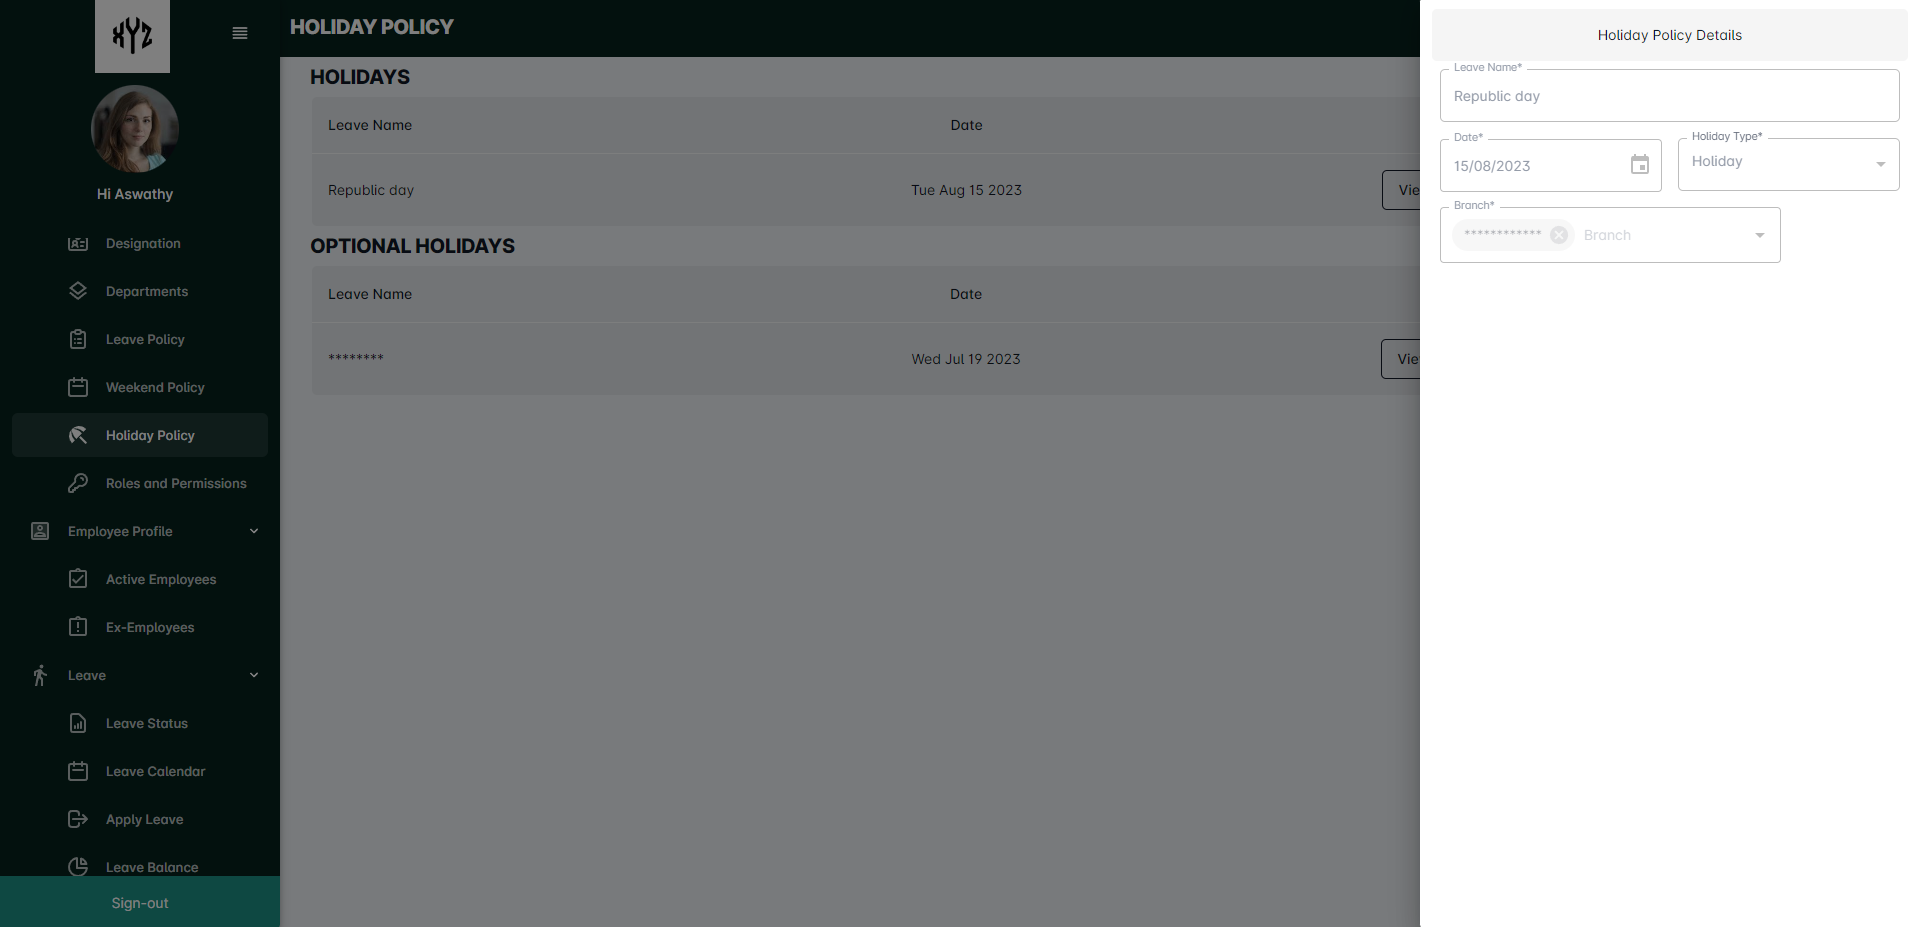 XYZ
HOLIDAY POLICY
Hi Aswathy
Designation
Departments
Leave Policy
Weekend Policy
Holiday Policy
Roles and Permissions
Employee Profile
Active Employees
Ex-Employees
Leave
Leave Status
Leave Calendar
Apply Leave
Leave Balance
Sign-out
HOLIDAYS
Leave Name Date
Republic day Tue Aug 15 2023 Vie
OPTIONAL HOLIDAYS
Leave Name Date
******** Wed Jul 19 2023 Vie
Holiday Policy Details
Leave Name*
Republic day
Date* Holiday Type*
15/08/2023 Holiday
Branch*
************ Branch